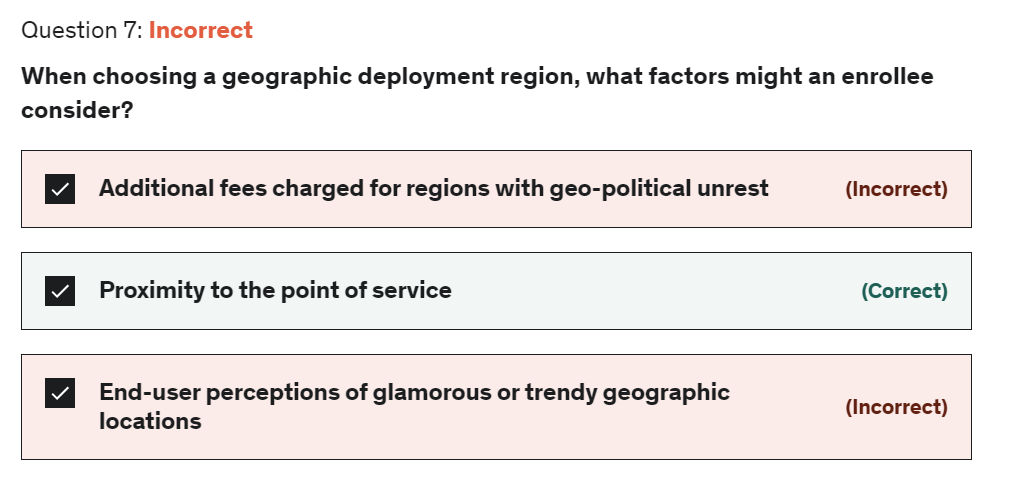 Question 7: Incorrect
When choosing a geographic deployment region, what factors might an enrollee
consider?
Additional fees charged for regions with geo-political unrest (Incorrect)
Proximity to the point of service (Correct)
End-user perceptions of glamorous or trendy geographic
locations (Incorrect)